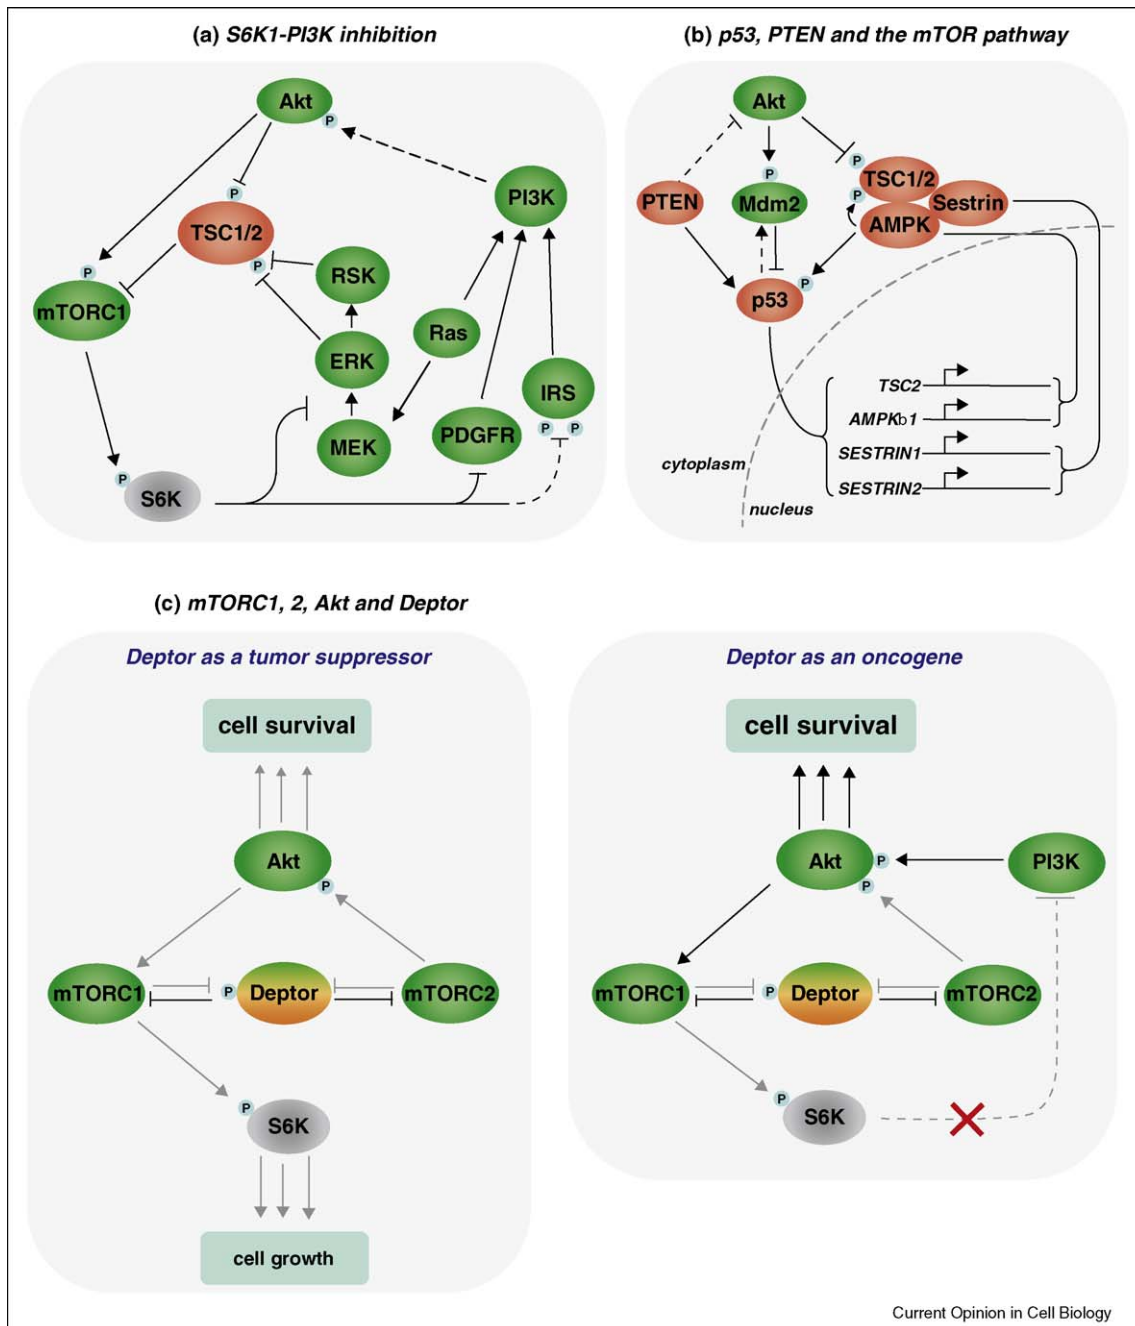 (a) S6K1-PI3K inhibition
Akt
P
P
PI3K
TSC1/2
P
P
RSK
mTORC1
Ras
ERK
IRS
P P
MEK
PDGFR
P
S6K
(b) p53, PTEN and the mTOR pathway
Akt
P
P
TSC1/2
P
PTEN
Mdm2
Sestrin
AMPK
P
p53
TSC2
AMPKb1
SESTRIN1
cytoplasm
SESTRIN2
nucleus
(c) mTORC1, 2, Akt and Deptor
Deptor as a tumor suppressor
cell survival
Akt
P
mTORC1
P
Deptor
mTORC2
P
S6K
cell growth
Deptor as an oncogene
cell survival
Akt
P
PI3K
P
mTORC1
P
Deptor
mTORC2
P
S6K
Current Opinion in Cell Biology